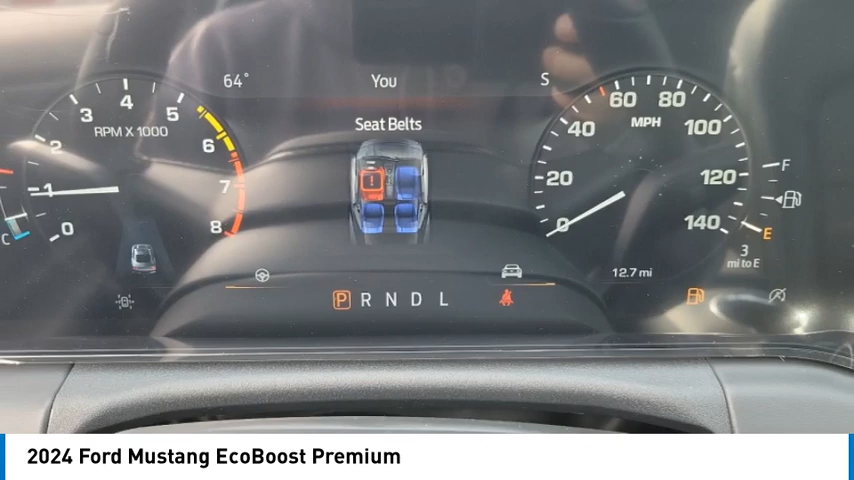 64° You S
Seat Belts
RPM X 1000
0 1 2 3 4 5 6 7 8
MPH
0 20 40 60 80 100 120 140
C
F
E
3
mi to E
12.7 mi
P R N D L
2024 Ford Mustang EcoBoost Premium